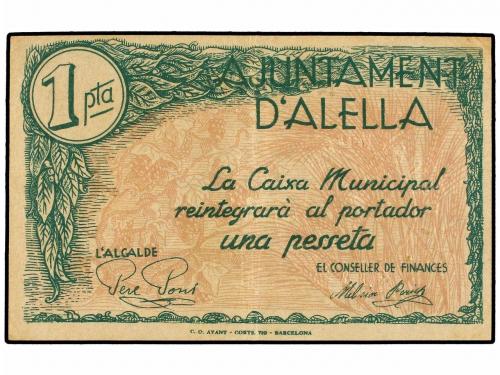 1 pta
AJUNTAMENT
D'ALELLA
La Caixa Municipal
reintegrarà al portador
una pesseta
L'ALCALDE
EL CONSELLER DE FINANCES
Pere Pons
C. O. AVANT - CORTS, 719 - BARCELONA